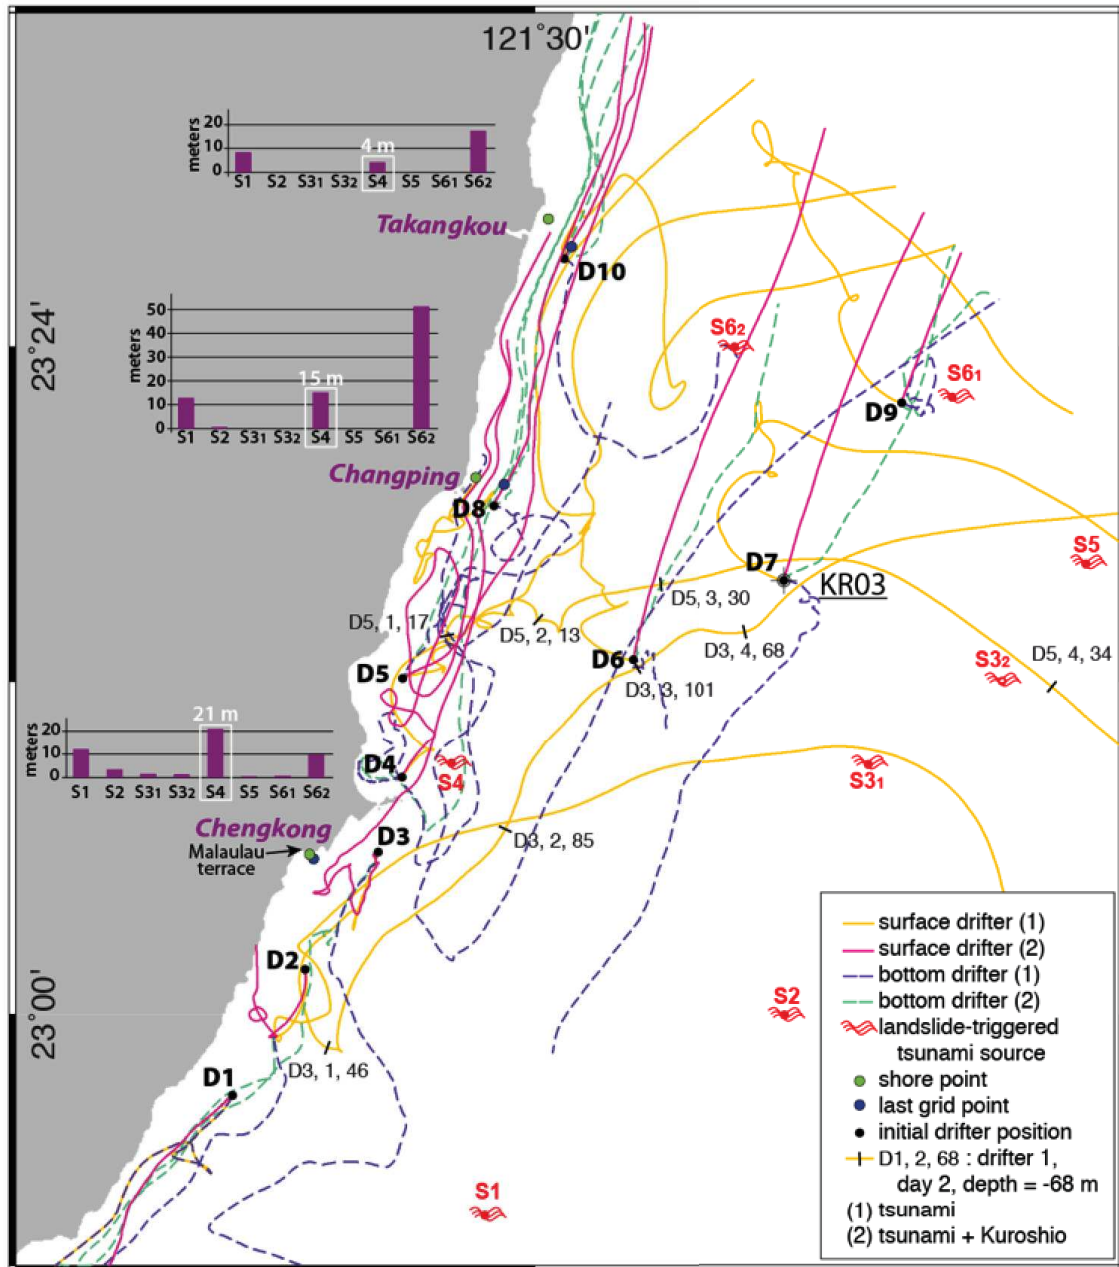 121°30'
23°24'
23°00'
meters
20
10
0
4 m
S1 S2 S31 S32 S4 S5 S61 S62
Takangkou
D10
meters
50
40
30
20
10
0
15 m
S1 S2 S31 S32 S4 S5 S61 S62
Changping
D8
S62
S61
D9
D7
KR03
S5
D5, 1, 17
D5, 2, 13
D5, 3, 30
D3, 4, 68
D6
D3, 3, 101
S32
D5, 4, 34
D5
meters
20
10
0
21 m
S1 S2 S31 S32 S4 S5 S61 S62
D4
S4
S31
Chengkong
Malaulau
terrace
D3
D3, 2, 85
D2
S2
D3, 1, 46
D1
S1
surface drifter (1)
surface drifter (2)
bottom drifter (1)
bottom drifter (2)
landslide-triggered
tsunami source
shore point
last grid point
initial drifter position
D1, 2, 68 : drifter 1,
day 2, depth = -68 m
(1) tsunami
(2) tsunami + Kuroshio